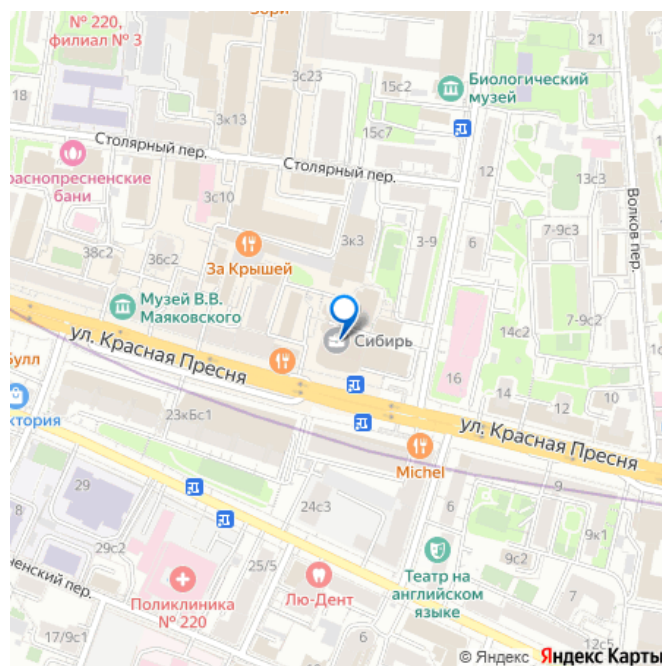 № 220,
филиал № 3
21
3с23
15с2
Биологический
музей
18
3к13
15с7
Столярный пер.
Столярный пер.
12
раснопресненские
бани
13с3
3с10
Волков пер.
38с2
36с2
За Крышей
3к3
3-9
6
7-9с3
Музей В.В.
Маяковского
7-9с2
14с2
ул. Красная Пресня
Сибирь
Булл
16
14
12
10
ктория
23кБс1
ул. Красная Пресня
Michel
29
9
8
24с3
6
9к1
29с2
25/5
9с2
ненский пер.
Поликлиника
№ 220
Лю-Дент
Театр на
английском
языке
17/9с1
6
6
12с5
© Яндекс Яндекс Карты